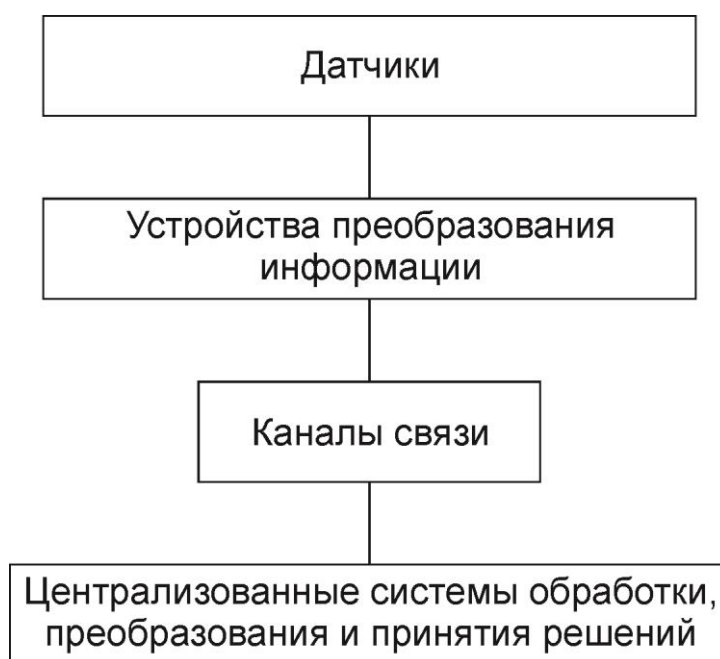 Датчики
Устройства преобразования
информации
Каналы связи
Централизованные системы обработки,
преобразования и принятия решений